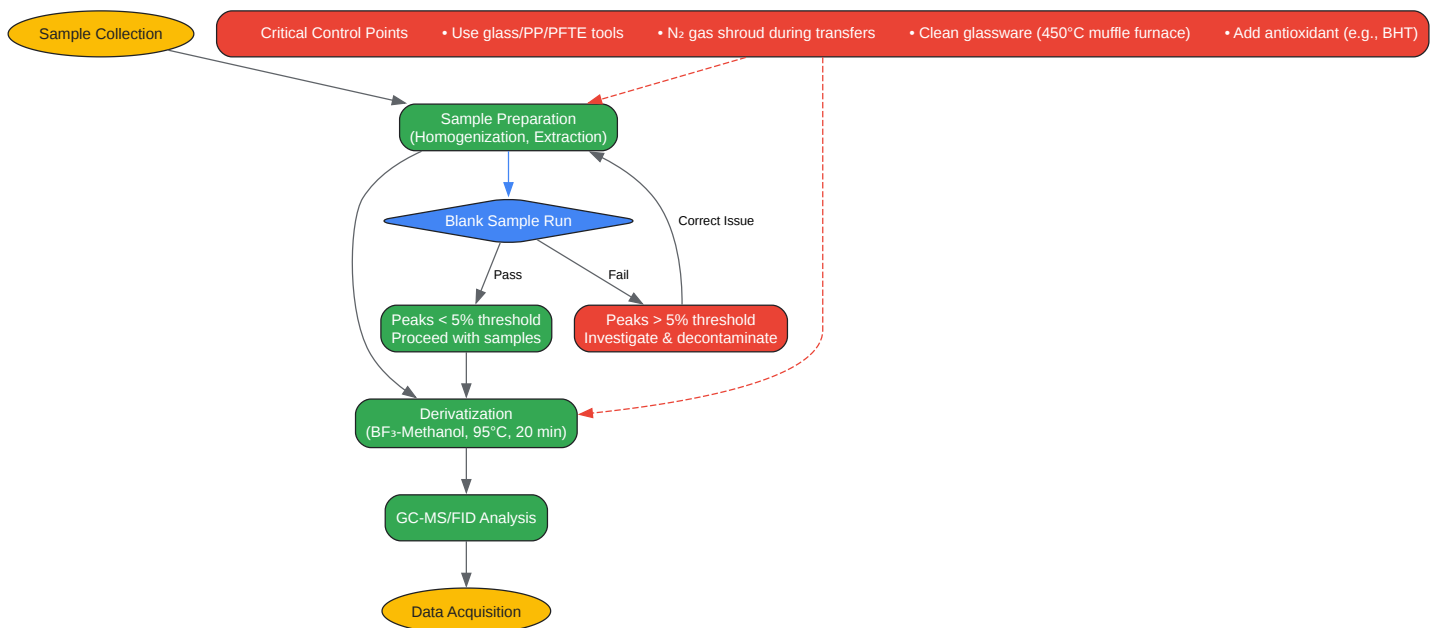 Sample Collection
Critical Control Points • Use glass/PP/PFTE tools • N₂ gas shroud during transfers • Clean glassware (450°C muffle furnace) • Add antioxidant (e.g., BHT)
Sample Preparation
(Homogenization, Extraction)
Blank Sample Run
Correct Issue
Pass
Fail
Peaks < 5% threshold
Proceed with samples
Peaks > 5% threshold
Investigate & decontaminate
Derivatization
(BF₃-Methanol, 95°C, 20 min)
GC-MS/FID Analysis
Data Acquisition